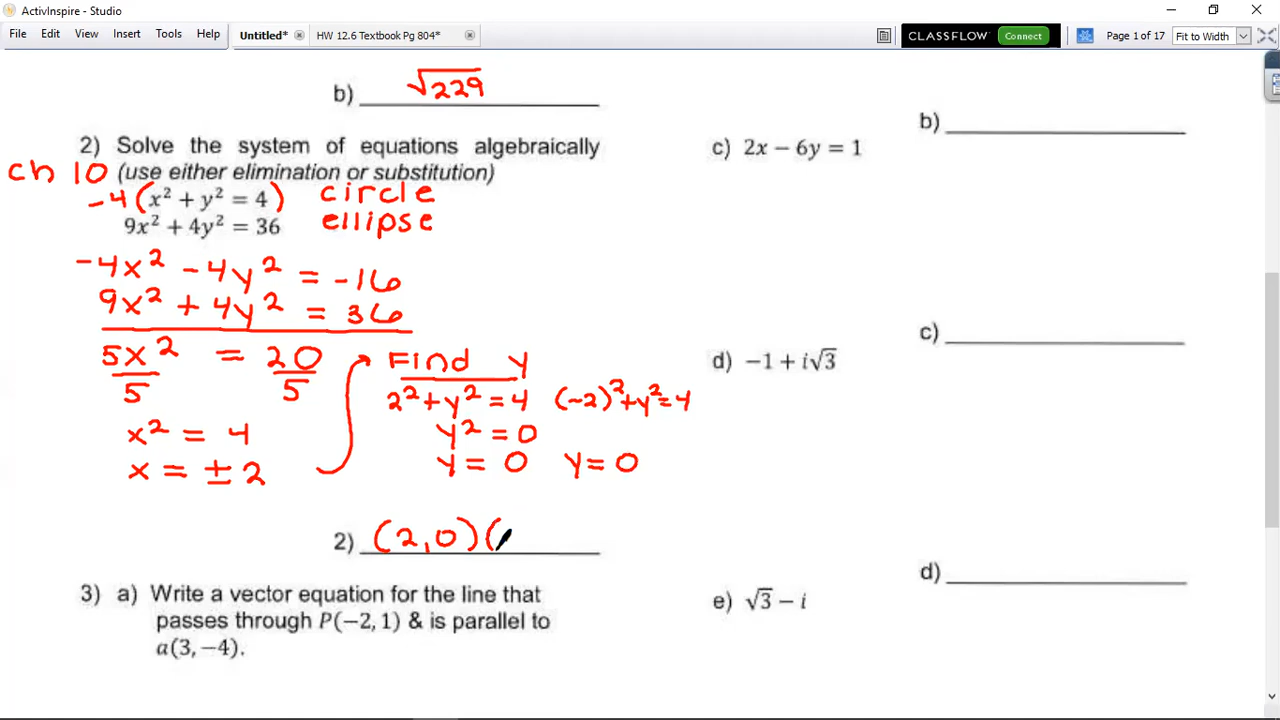 ActivInspire - Studio
File Edit View Insert Tools Help Untitled* HW 12.6 Textbook Pg 804* CLASSFLOW Connect Page 1 of 17 Fit to Width
b) √229
2) Solve the system of equations algebraically
ch 10 (use either elimination or substitution)
-4(x² + y² = 4) circle
9x² + 4y² = 36 ellipse
-4x² - 4y² = -16
9x² + 4y² = 36
5x²/5 = 20/5
x² = 4
x = ±2
Find y
2² + y² = 4 (-2)² + y² = 4
y² = 0
y = 0 y = 0
2) (2,0)(
3) a) Write a vector equation for the line that
passes through P(−2, 1) & is parallel to
a(3, −4).
b)
c) 2x − 6y = 1
c)
d) −1 + i√3
d)
e) √3 − i